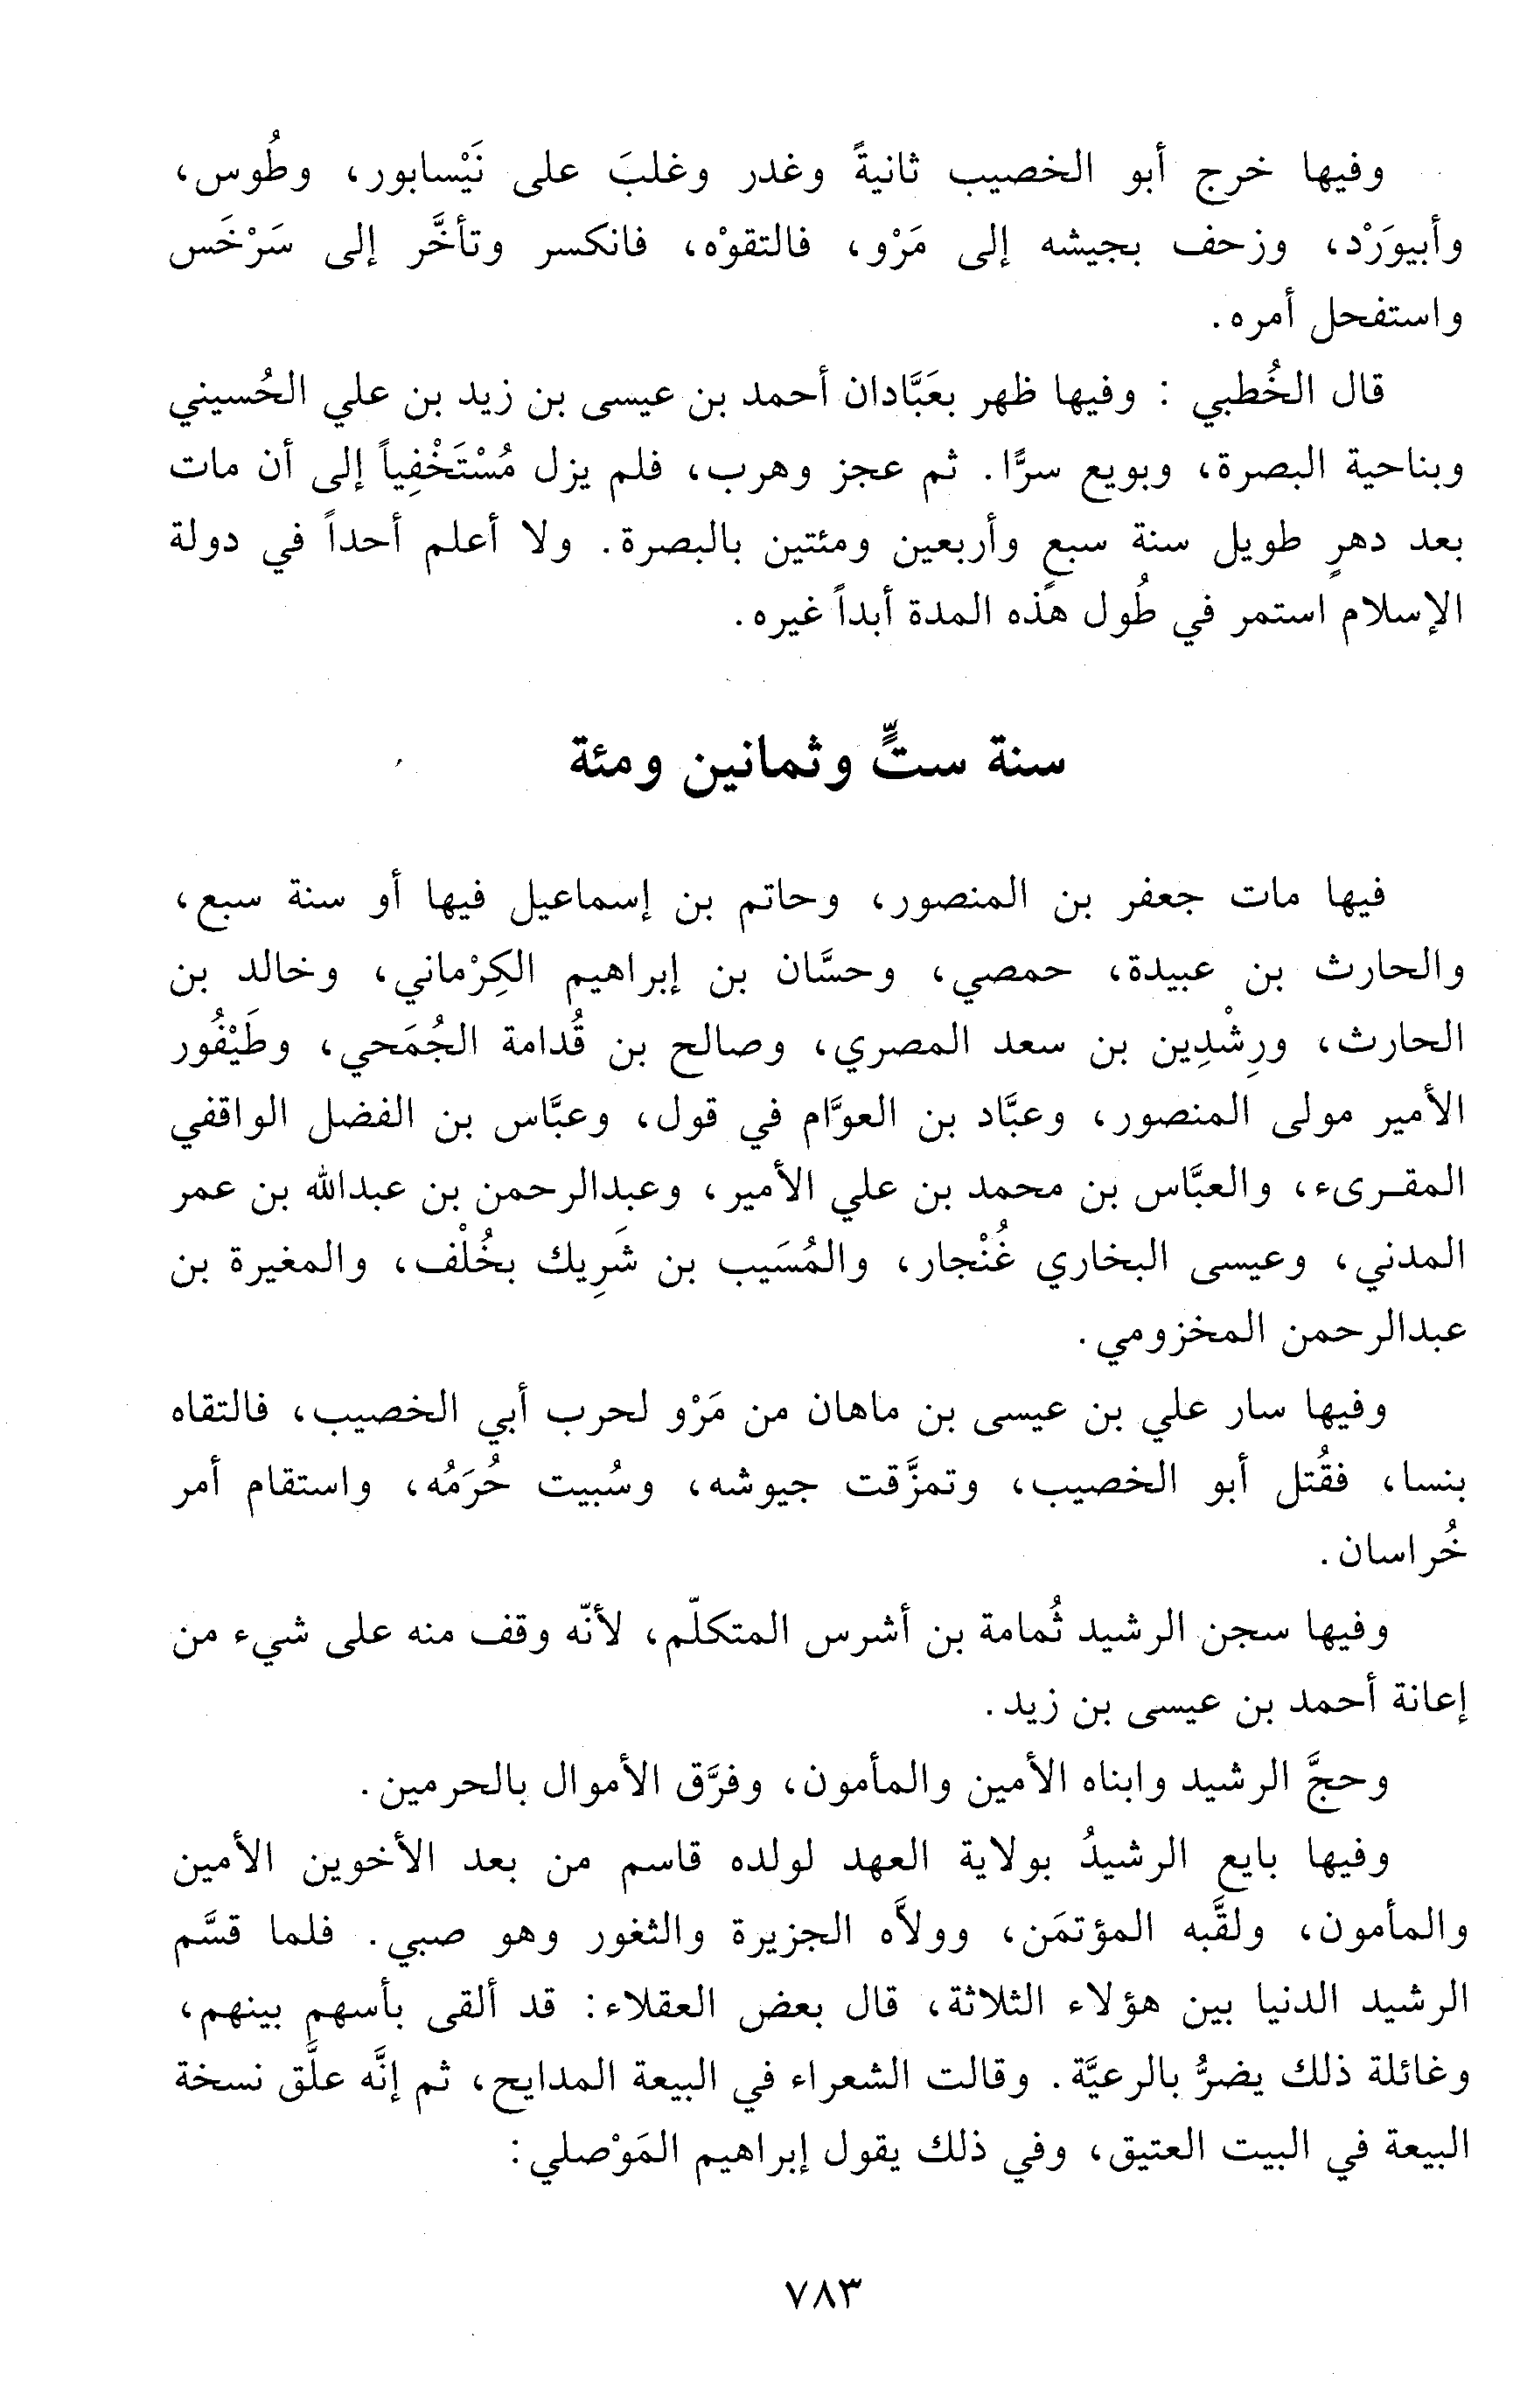 وفيها خرج أبو الخصيب ثانيةً وغدر وغلبَ على نَيْسابور، وطُوس،
وأبيوَرْد، وزحف بجيشه إلى مَرْو، فالتقوْه، فانكسر وتأخَّر إلى سَرْخَس
واستفحل أمره.
قال الخُطبي : وفيها ظهر بعَبَّادان أحمد بن عيسى بن زيد بن علي الحُسيني
وبناحية البصرة، وبويع سرًّا. ثم عجز وهرب، فلم يزل مُسْتَخْفِياً إلى أن مات
بعد دهرٍ طويل سنة سبعٍ وأربعين ومئتين بالبصرة. ولا أعلم أحداً في دولة
الإسلام استمر في طُول هذه المدة أبداً غيره.
سنة ستٍّ وثمانين ومئة
فيها مات جعفر بن المنصور، وحاتم بن إسماعيل فيها أو سنة سبع،
والحارث بن عبيدة، حمصي، وحسَّان بن إبراهيم الكِرْماني، وخالد بن
الحارث، ورِشْدِين بن سعد المصري، وصالح بن قُدامة الجُمَحي، وطَيْفُور
الأمير مولى المنصور، وعبَّاد بن العوَّام في قول، وعبَّاس بن الفضل الواقفي
المقرىء، والعبَّاس بن محمد بن علي الأمير، وعبدالرحمن بن عبدالله بن عمر
المدني، وعيسى البخاري غُنْجار، والمُسَيب بن شَرِيك بخُلْف، والمغيرة بن
عبدالرحمن المخزومي.
وفيها سار علي بن عيسى بن ماهان من مَرْو لحرب أبي الخصيب، فالتقاه
بنسا، فقُتل أبو الخصيب، وتمزَّقت جيوشه، وسُبيت حُرَمُه، واستقام أمر
خُراسان.
وفيها سجن الرشيد ثُمامة بن أشرس المتكلّم، لأنّه وقف منه على شيء من
إعانة أحمد بن عيسى بن زيد.
وحجَّ الرشيد وابناه الأمين والمأمون، وفرَّق الأموال بالحرمين.
وفيها بايع الرشيدُ بولاية العهد لولده قاسم من بعد الأخوين الأمين
والمأمون، ولقَّبه المؤتمَن، وولاَّه الجزيرة والثغور وهو صبي. فلما قسَّم
الرشيد الدنيا بين هؤلاء الثلاثة، قال بعض العقلاء: قد ألقى بأسهم بينهم،
وغائلة ذلك يضرُّ بالرعيَّة. وقالت الشعراء في البيعة المدايح، ثم إنَّه علَّق نسخة
البيعة في البيت العتيق، وفي ذلك يقول إبراهيم المَوْصلي:
٧٨٣